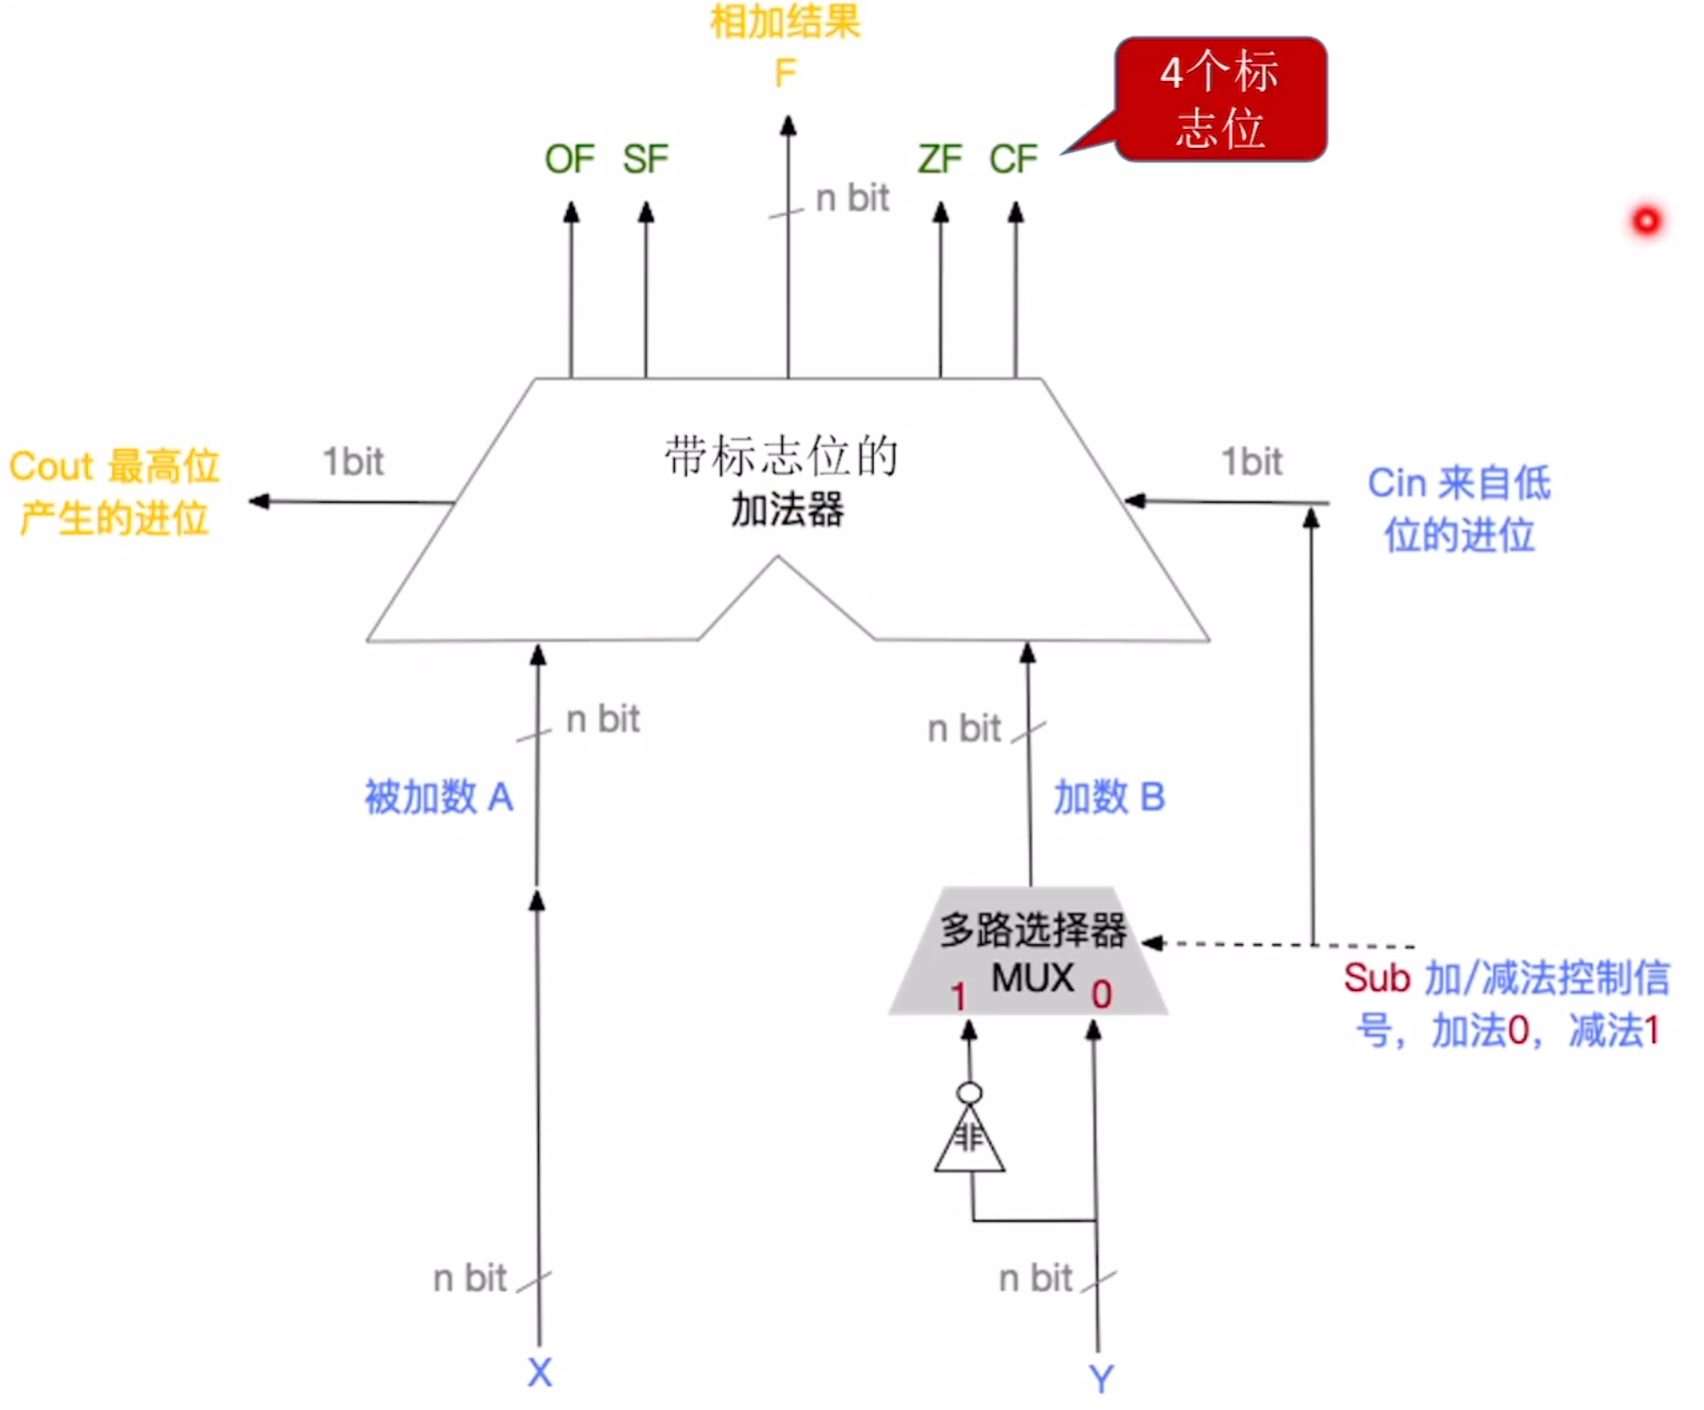 相加结果
F
4个标
志位
OF SF
ZF CF
n bit
带标志位的
加法器
Cout 最高位
产生的进位
1bit
1bit
Cin 来自低
位的进位
n bit
n bit
被加数 A
加数 B
多路选择器
MUX
1
0
Sub 加/减法控制信
号，加法0，减法1
n bit
n bit
X
Y